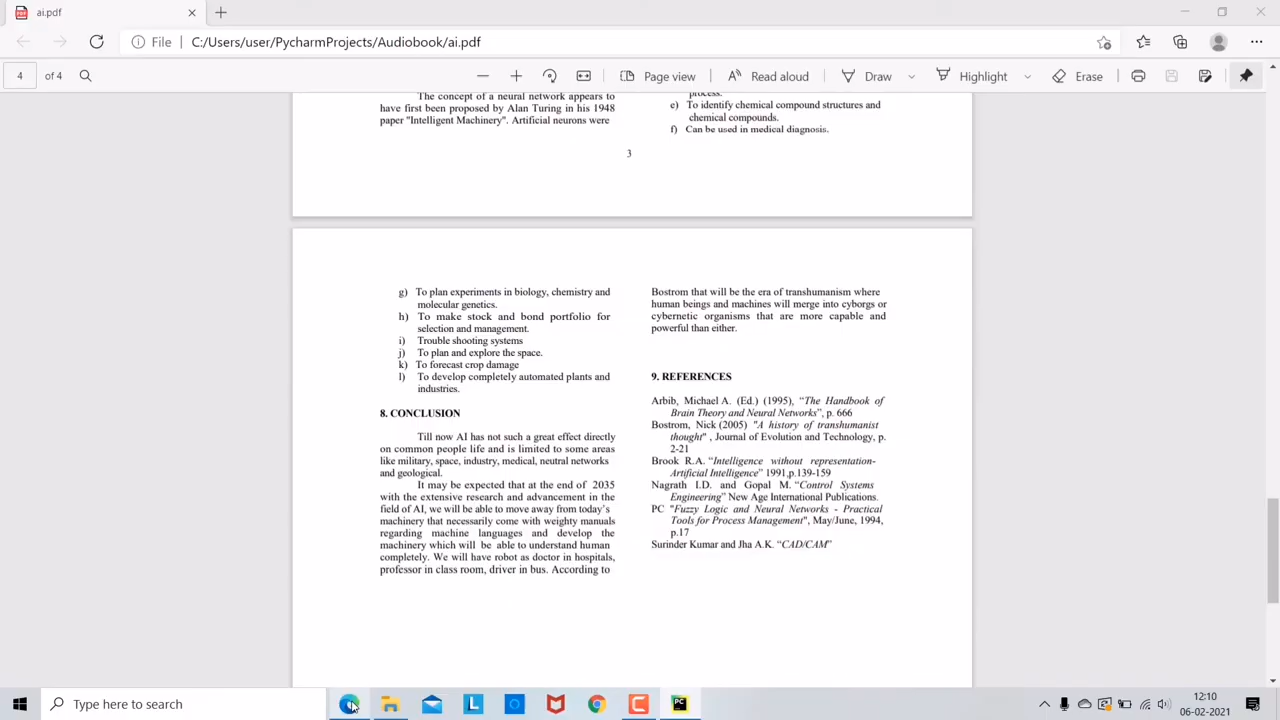 ai.pdf
File
C:/Users/user/PycharmProjects/Audiobook/ai.pdf
4 of 4
Page view
Read aloud
Draw
Highlight
Erase
The concept of a neural network appears to
have first been proposed by Alan Turing in his 1948
paper "Intelligent Machinery". Artificial neurons were
process.
e) To identify chemical compound structures and
chemical compounds.
f) Can be used in medical diagnosis.
3
g) To plan experiments in biology, chemistry and
molecular genetics.
h) To make stock and bond portfolio for
selection and management.
i) Trouble shooting systems
j) To plan and explore the space.
k) To forecast crop damage
l) To develop completely automated plants and
industries.
8. CONCLUSION
Till now AI has not such a great effect directly
on common people life and is limited to some areas
like military, space, industry, medical, neutral networks
and geological.
It may be expected that at the end of 2035
with the extensive research and advancement in the
field of AI, we will be able to move away from today's
machinery that necessarily come with weighty manuals
regarding machine languages and develop the
machinery which will be able to understand human
completely. We will have robot as doctor in hospitals,
professor in class room, driver in bus. According to
Bostrom that will be the era of transhumanism where
human beings and machines will merge into cyborgs or
cybernetic organisms that are more capable and
powerful than either.
9. REFERENCES
Arbib, Michael A. (Ed.) (1995), "The Handbook of
Brain Theory and Neural Networks", p. 666
Bostrom, Nick (2005) "A history of transhumanist
thought" , Journal of Evolution and Technology, p.
2-21
Brook R.A. "Intelligence without representation-
Artificial Intelligence" 1991,p.139-159
Nagrath I.D. and Gopal M. "Control Systems
Engineering" New Age International Publications.
PC "Fuzzy Logic and Neural Networks - Practical
Tools for Process Management", May/June, 1994,
p.17
Surinder Kumar and Jha A.K. "CAD/CAM"
Type here to search
12:10
06-02-2021